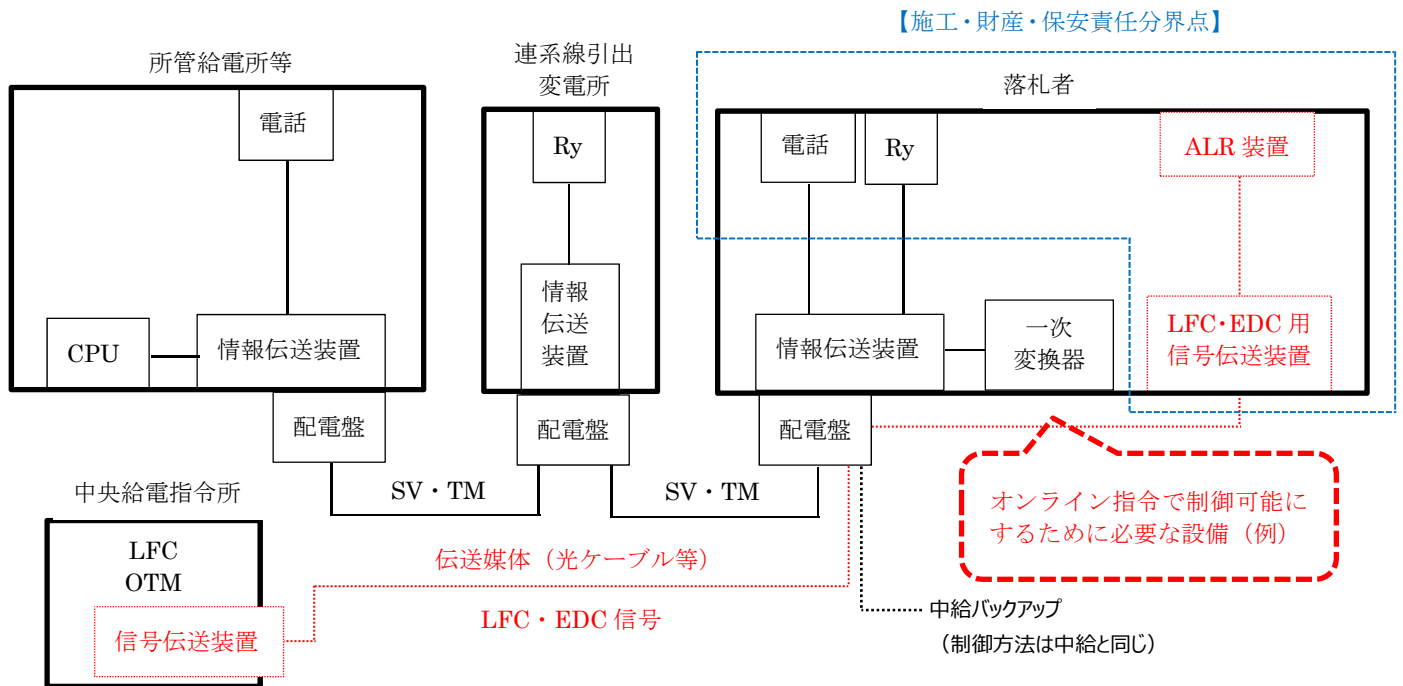 【施工・財産・保安責任分界点】
所管給電所等
連系線引出
変電所
落札者
電話
Ry
電話
Ry
ALR 装置
CPU
情報伝送装置
情報
伝送
装置
情報伝送装置
一次
変換器
LFC・EDC 用
信号伝送装置
配電盤
配電盤
配電盤
SV・TM
SV・TM
オンライン指令で制御可能に
するために必要な設備（例）
中央給電指令所
LFC
OTM
信号伝送装置
伝送媒体（光ケーブル等）
LFC・EDC 信号
中給バックアップ
（制御方法は中給と同じ）